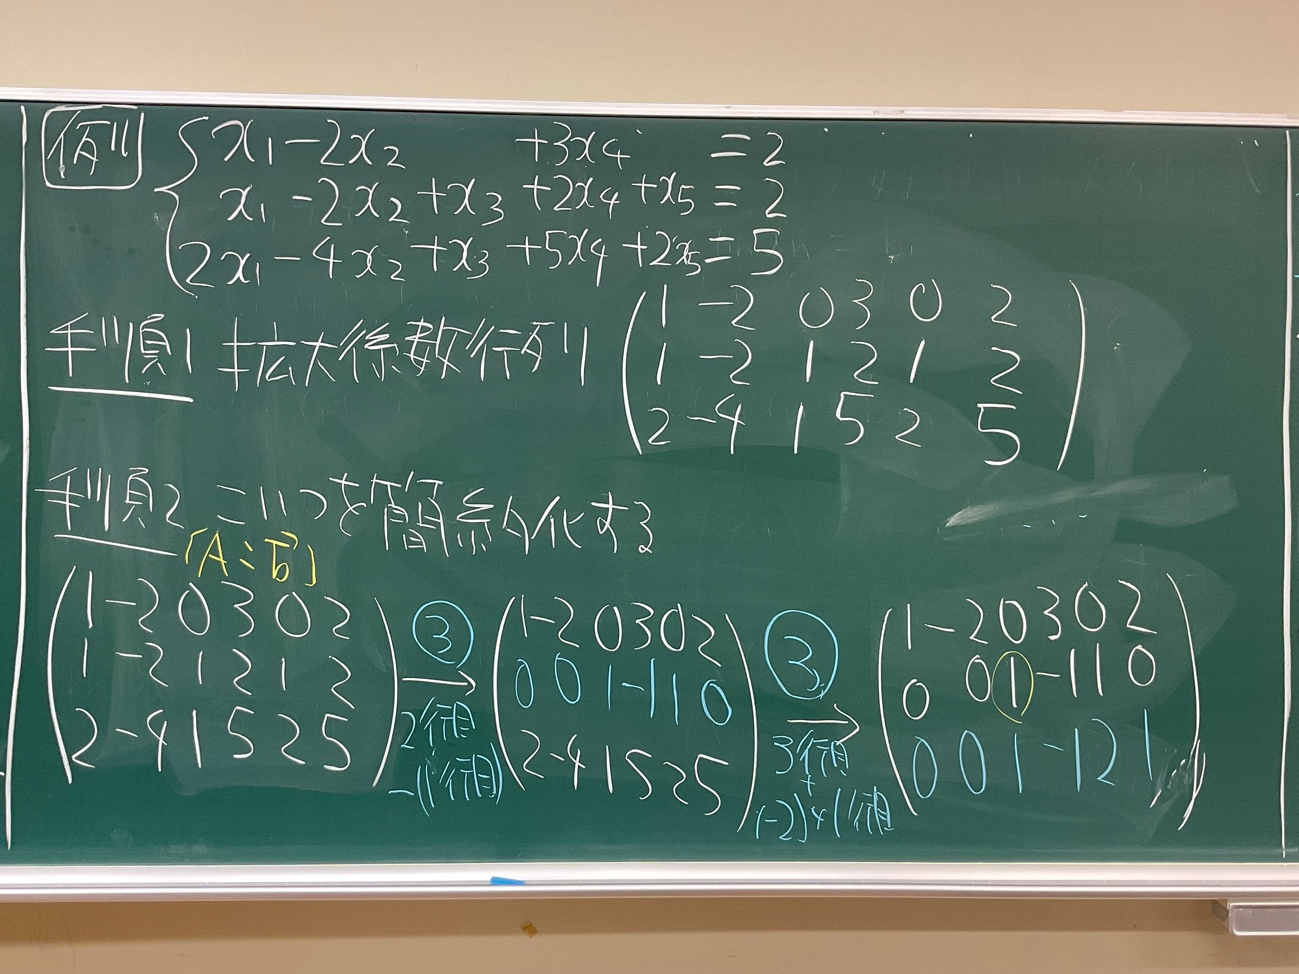 例
x₁-2x₂ +3x₄ =2
x₁-2x₂+x₃+2x₄+x₅=2
2x₁-4x₂+x₃+5x₄+2x₅=5
手順1 拡大係数行列
1 -2 0 3 0 2
1 -2 1 2 1 2
2 -4 1 5 2 5
手順2 こいつを簡約化する
[A:b⃗]
1 -2 0 3 0 2
1 -2 1 2 1 2
2 -4 1 5 2 5
③
→
2行目
-(1行目)
1 -2 0 3 0 2
0 0 1 -1 1 0
2 -4 1 5 2 5
③
→
3行目
+
(-2)×1行目
1 -2 0 3 0 2
0 0 1 -1 1 0
0 0 1 -1 2 1